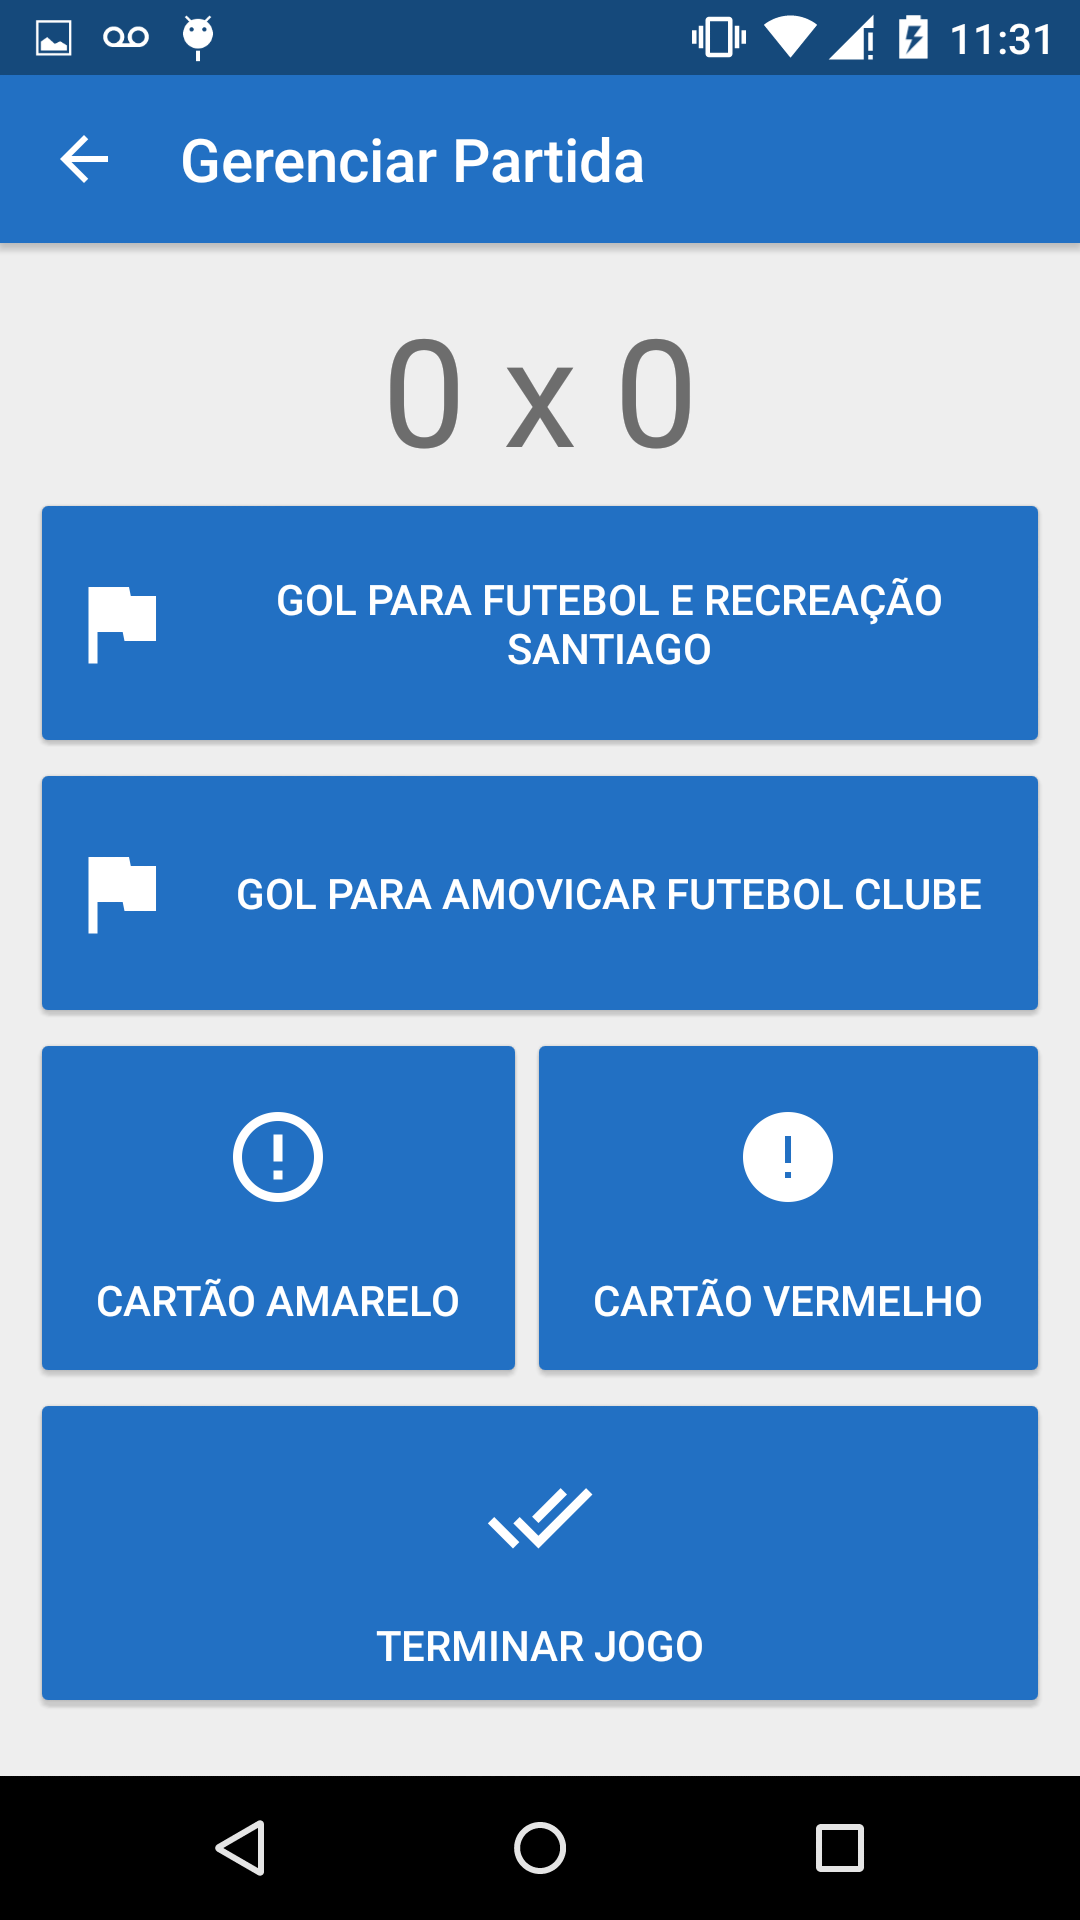 11:31
Gerenciar Partida
0 x 0
GOL PARA FUTEBOL E RECREAÇÃO
SANTIAGO
GOL PARA AMOVICAR FUTEBOL CLUBE
CARTÃO AMARELO
CARTÃO VERMELHO
TERMINAR JOGO